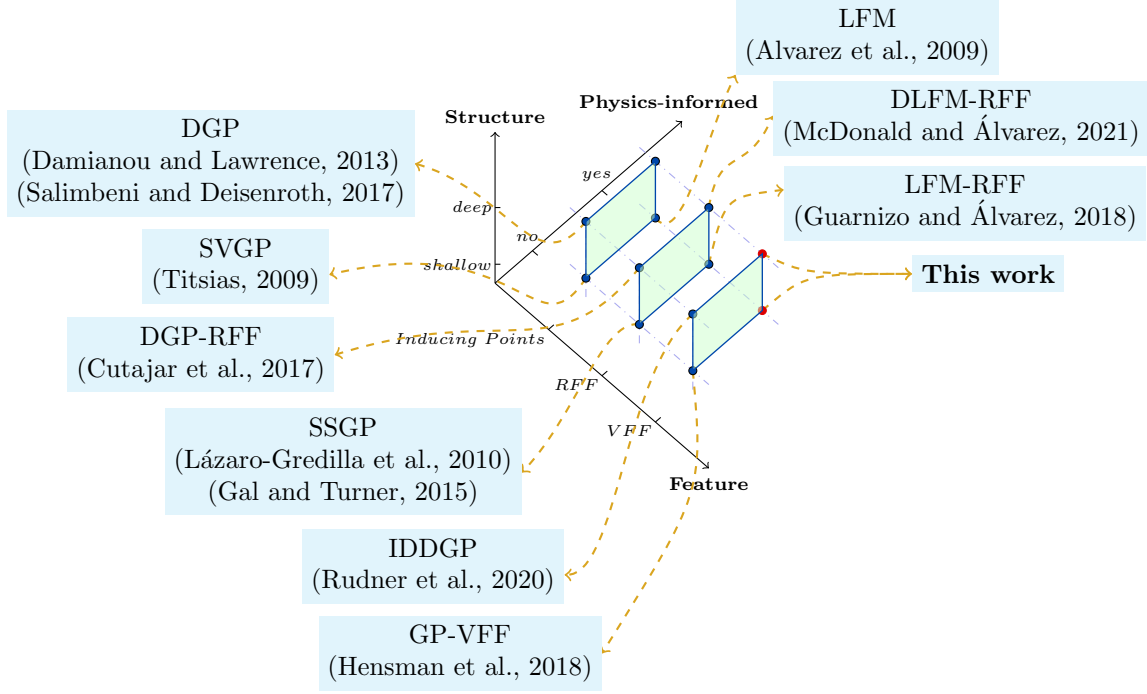 LFM
(Alvarez et al., 2009)
DLFM-RFF
(McDonald and Álvarez, 2021)
LFM-RFF
(Guarnizo and Álvarez, 2018)
This work
Physics-informed
yes
no
Structure
deep
shallow
DGP
(Damianou and Lawrence, 2013)
(Salimbeni and Deisenroth, 2017)
SVGP
(Titsias, 2009)
DGP-RFF
(Cutajar et al., 2017)
Inducing Points
RFF
VFF
Feature
SSGP
(Lázaro-Gredilla et al., 2010)
(Gal and Turner, 2015)
IDDGP
(Rudner et al., 2020)
GP-VFF
(Hensman et al., 2018)